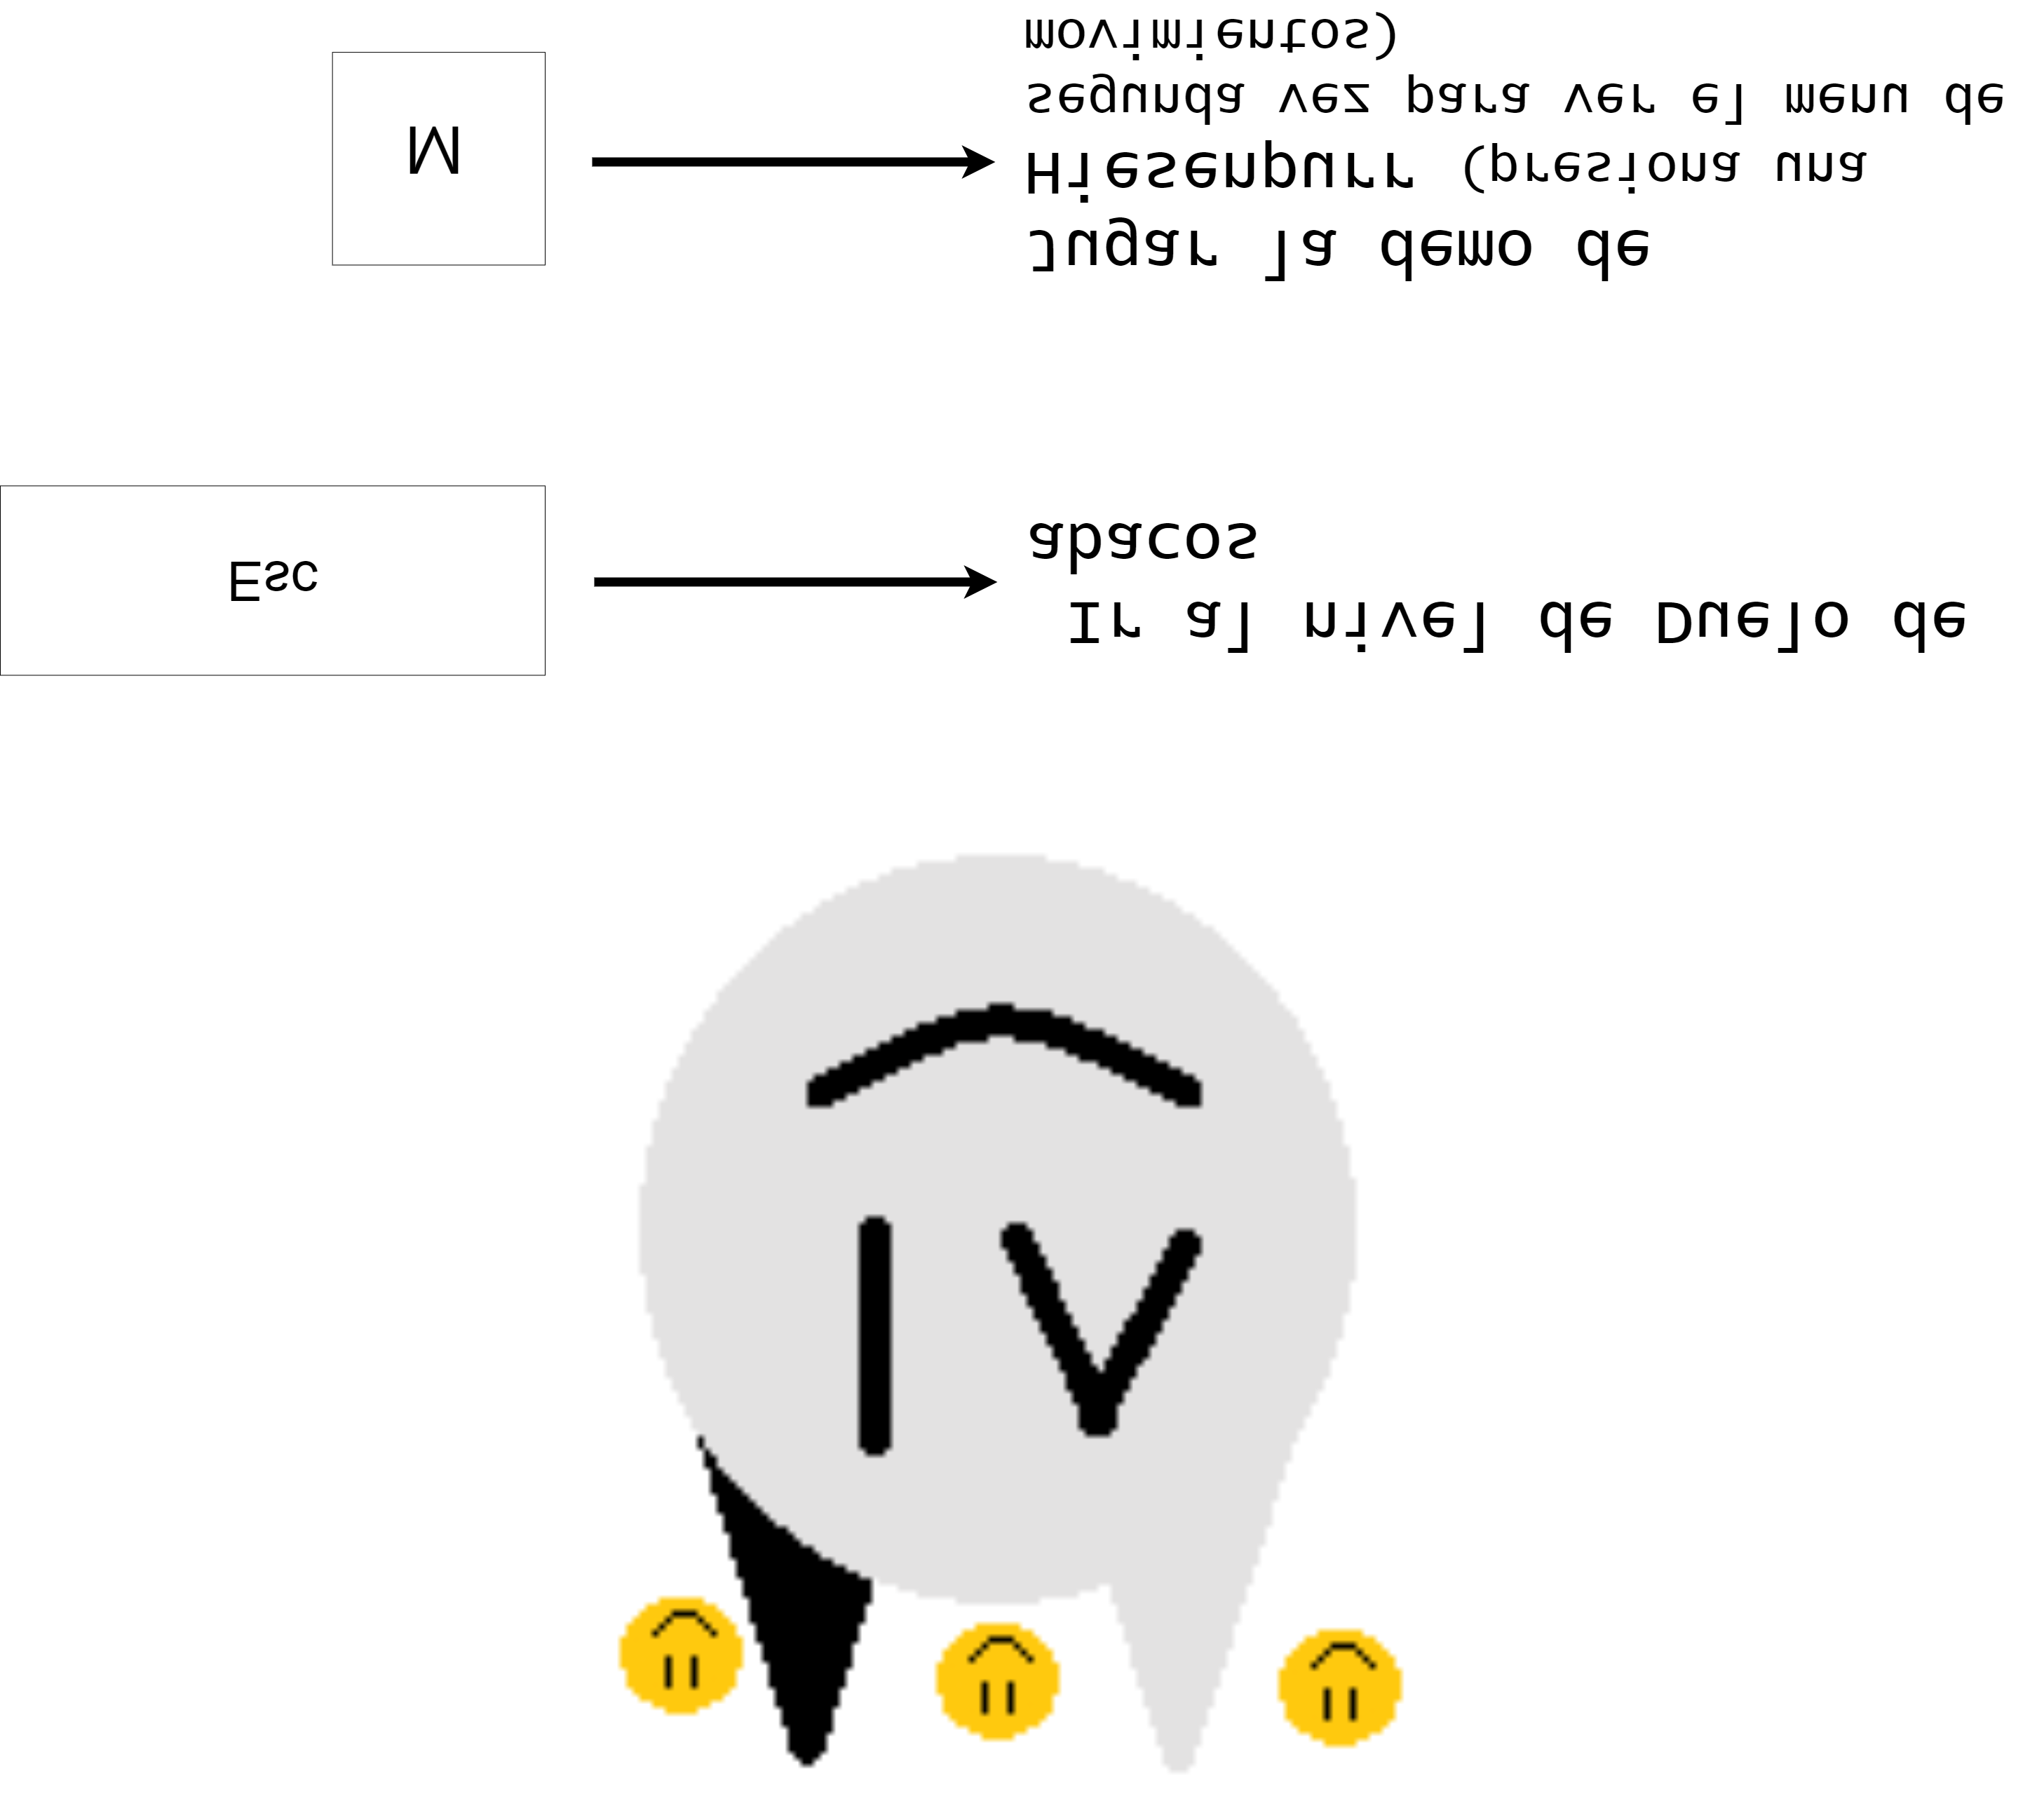 Esc
Ir al nivel de Duelo de
abacos
M
Jugar la demo de
Hiesenpurr (presiona una
segunda vez para ver el menu de
movimientos)